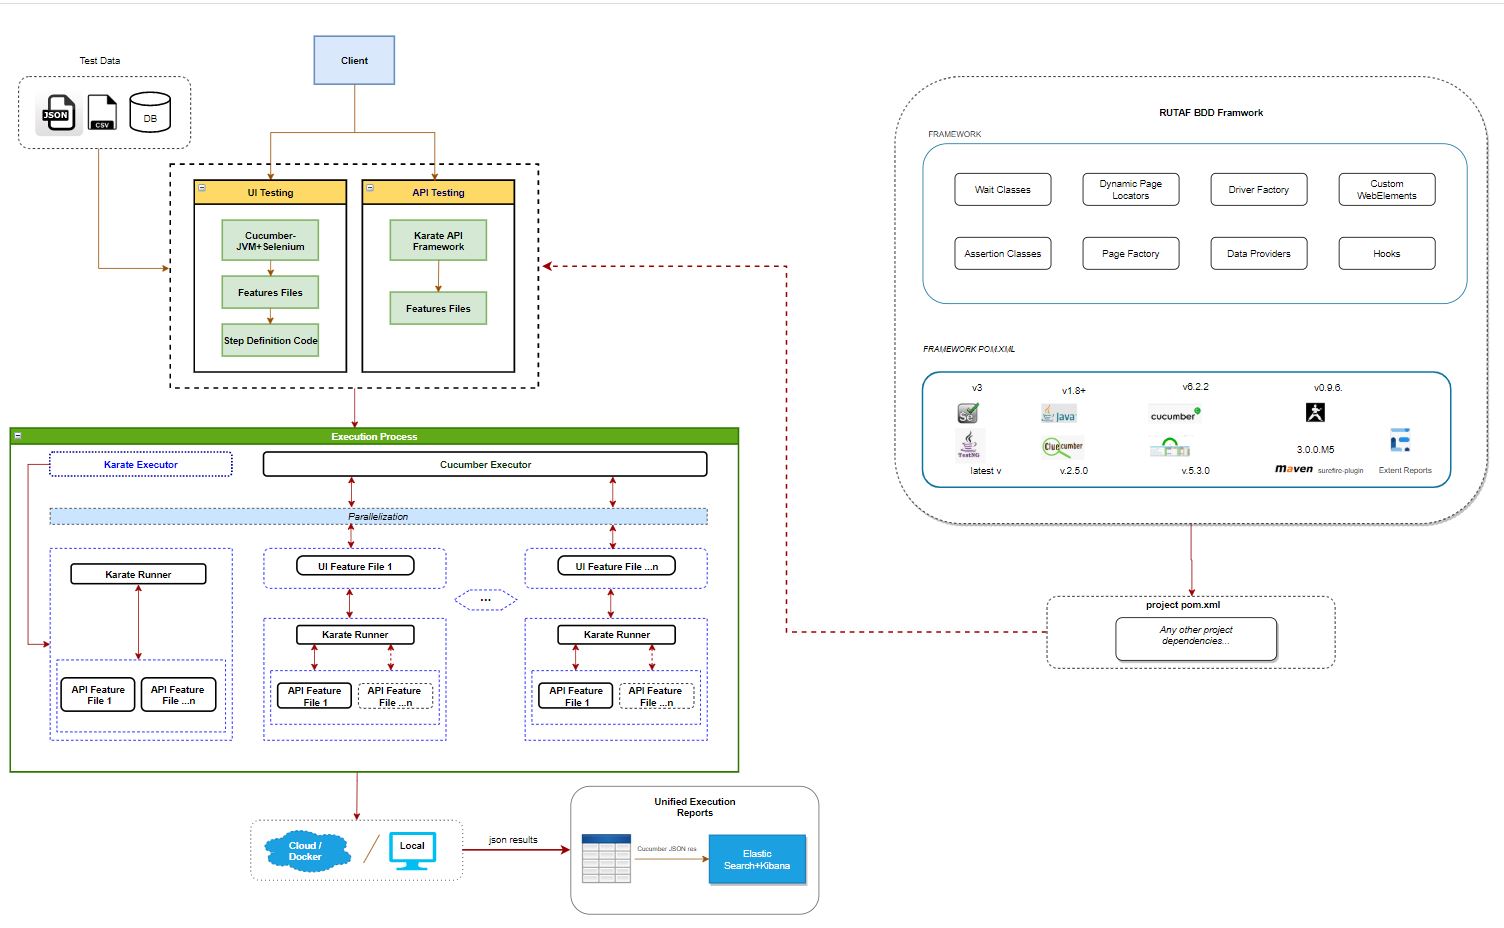 Test Data
JSON
CSV
DB
Client
UI Testing
Cucumber-
JVM+Selenium
Features Files
Step Definition Code
API Testing
Karate API
Framework
Features Files
Execution Process
Karate Executor
Cucumber Executor
Parallelization
Karate Runner
API Feature
File 1
API Feature
File ...n
UI Feature File 1
Karate Runner
API Feature
File 1
API Feature
File ...n
...
UI Feature File ...n
Karate Runner
API Feature
File 1
API Feature
File ...n
Cloud /
Docker
Local
json results
Unified Execution
Reports
Cucumber JSON res
Elastic
Search+Kibana
RUTAF BDD Framwork
FRAMEWORK
Wait Classes
Dynamic Page
Locators
Driver Factory
Custom
WebElements
Assertion Classes
Page Factory
Data Providers
Hooks
FRAMEWORK POM.XML
v3
v1.8+
v6.2.2
v0.9.6.
Se
Java
cucumber
TestNG
Cluecumber
3.0.0.M5
latest v
v.2.5.0
v.5.3.0
maven surefire-plugin
Extent Reports
project pom.xml
Any other project
dependencies...